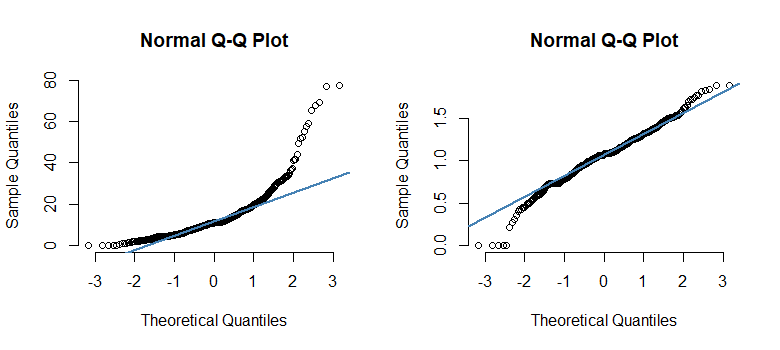 Normal Q-Q Plot
Sample Quantiles
80
60
40
20
0
-3 -2 -1 0 1 2 3
Theoretical Quantiles
Normal Q-Q Plot
Sample Quantiles
1.5
1.0
0.5
0.0
-3 -2 -1 0 1 2 3
Theoretical Quantiles